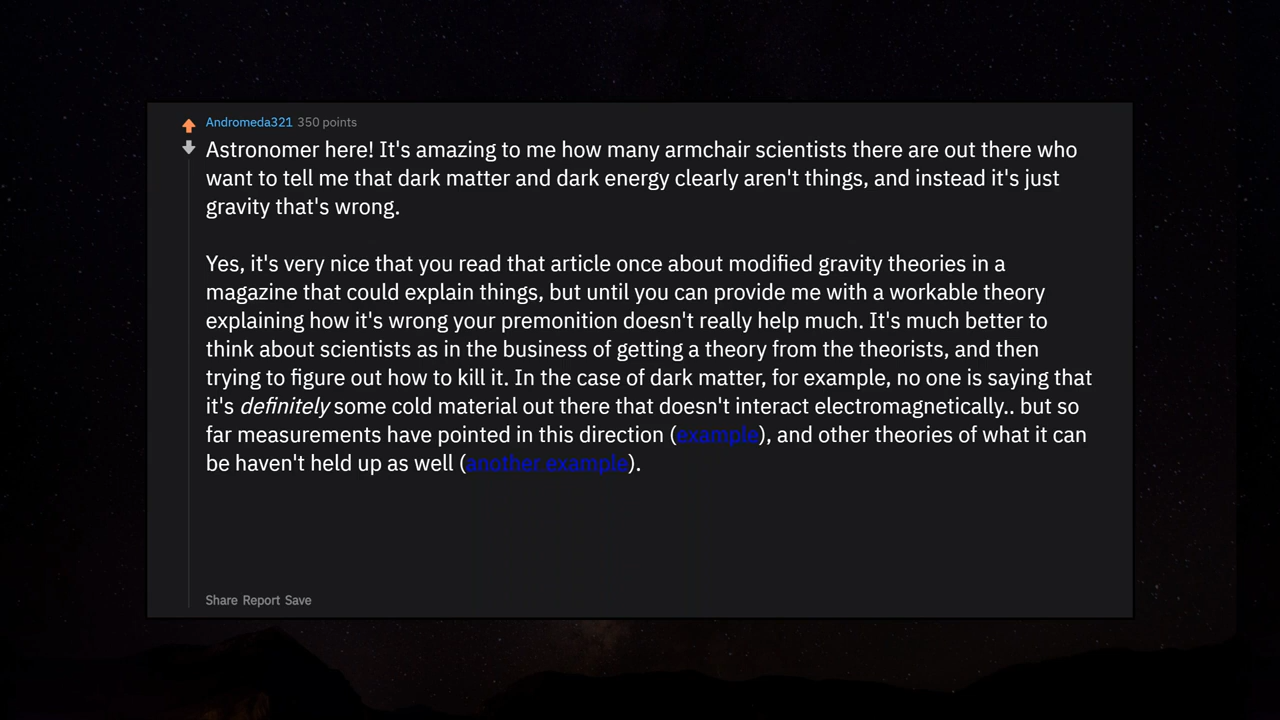 Andromeda321 350 points
Astronomer here! It's amazing to me how many armchair scientists there are out there who
want to tell me that dark matter and dark energy clearly aren't things, and instead it's just
gravity that's wrong.
Yes, it's very nice that you read that article once about modified gravity theories in a
magazine that could explain things, but until you can provide me with a workable theory
explaining how it's wrong your premonition doesn't really help much. It's much better to
think about scientists as in the business of getting a theory from the theorists, and then
trying to figure out how to kill it. In the case of dark matter, for example, no one is saying that
it's definitely some cold material out there that doesn't interact electromagnetically.. but so
far measurements have pointed in this direction (example), and other theories of what it can
be haven't held up as well (another example).
Share Report Save